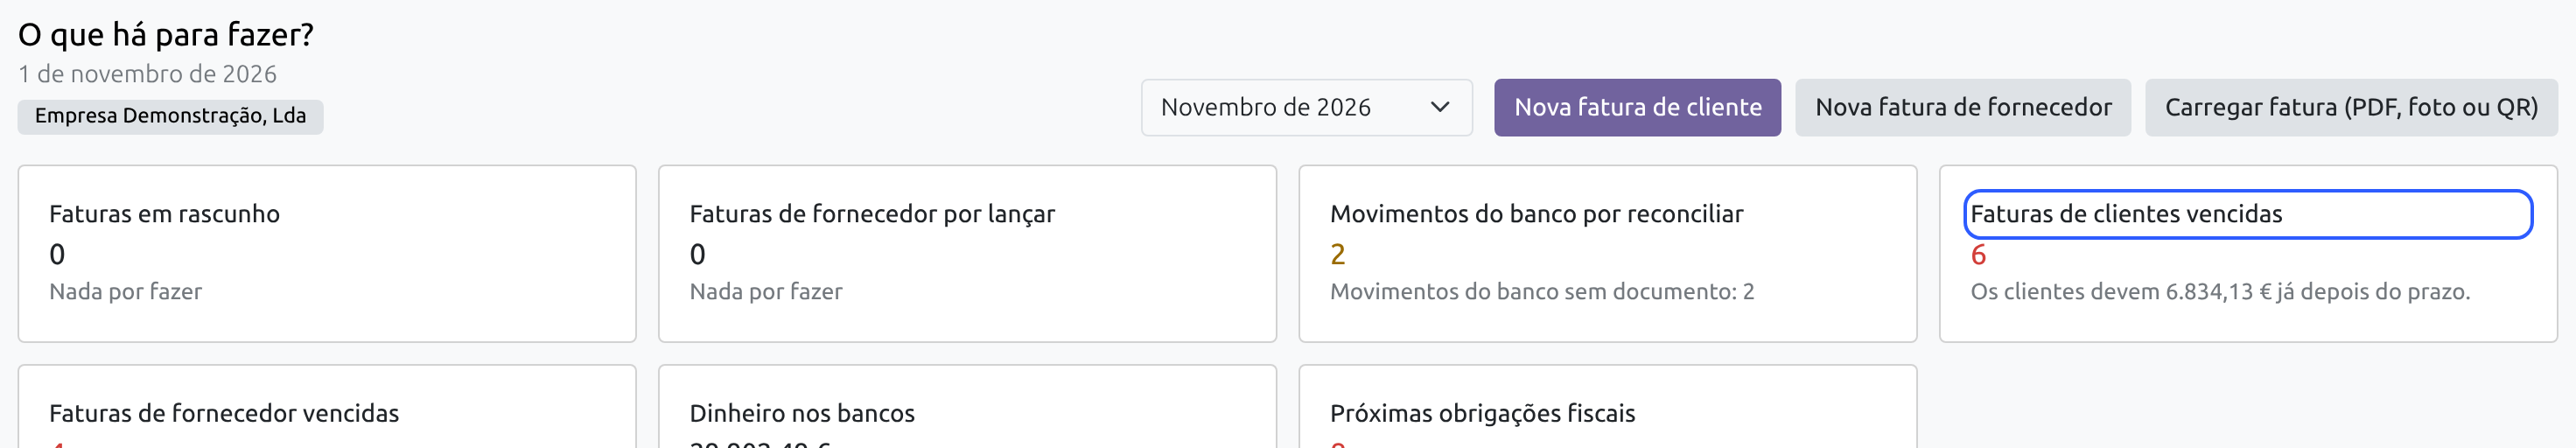 O que há para fazer?
1 de novembro de 2026
Empresa Demonstração, Lda
Novembro de 2026
Nova fatura de cliente
Nova fatura de fornecedor
Carregar fatura (PDF, foto ou QR)
Faturas em rascunho
0
Nada por fazer
Faturas de fornecedor por lançar
0
Nada por fazer
Movimentos do banco por reconciliar
2
Movimentos do banco sem documento: 2
Faturas de clientes vencidas
6
Os clientes devem 6.834,13 € já depois do prazo.
Faturas de fornecedor vencidas
Dinheiro nos bancos
Próximas obrigações fiscais